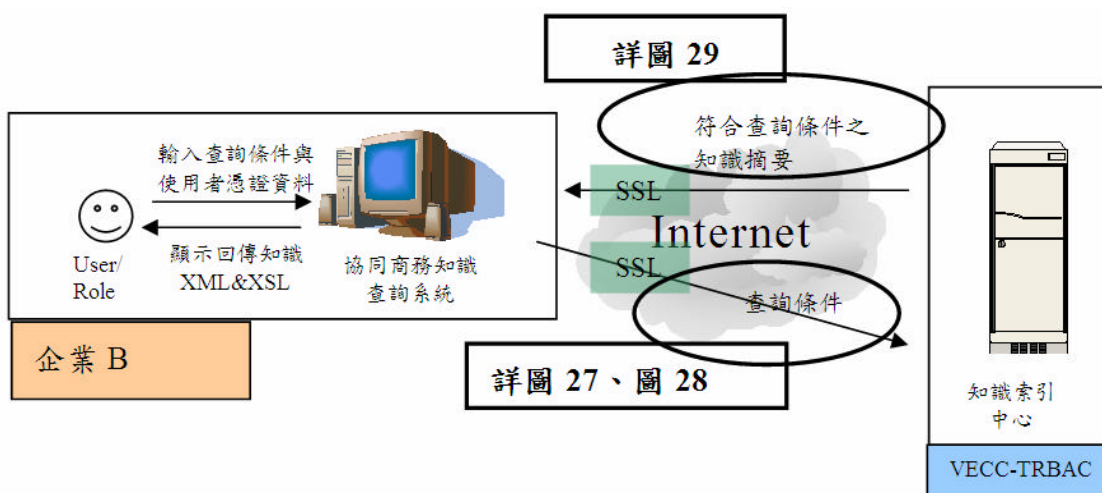 詳圖 29
符合查詢條件之
知識摘要
輸入查詢條件與
使用者憑證資料
SSL
Internet
SSL
User/
Role
顯示回傳知識
XML&XSL
協同商務知識
查詢系統
查詢條件
企業 B
詳圖 27、圖 28
知識索引
中心
VECC-TRBAC